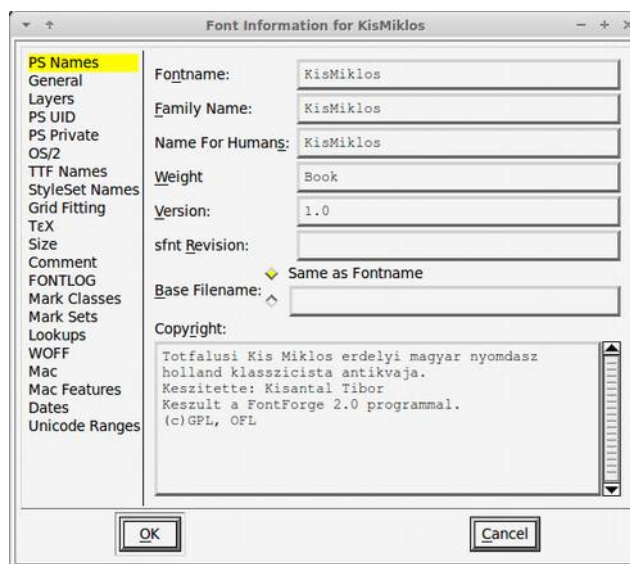 Font Information for KisMiklos
PS Names
General
Layers
PS UID
PS Private
OS/2
TTF Names
StyleSet Names
Grid Fitting
ΤεΧ
Size
Comment
FONTLOG
Mark Classes
Mark Sets
Lookups
WOFF
Mac
Mac Features
Dates
Unicode Ranges
Fontname: KisMiklos
Family Name: KisMiklos
Name For Humans: KisMiklos
Weight Book
Version: 1.0
sfnt Revision:
Same as Fontname
Base Filename:
Copyright:
Totfalusi Kis Miklos erdelyi magyar nyomdasz
holland klasszicista antikvaja.
Keszitette: Kisantal Tibor
Keszult a FontForge 2.0 programmal.
(c)GPL, OFL
OK Cancel